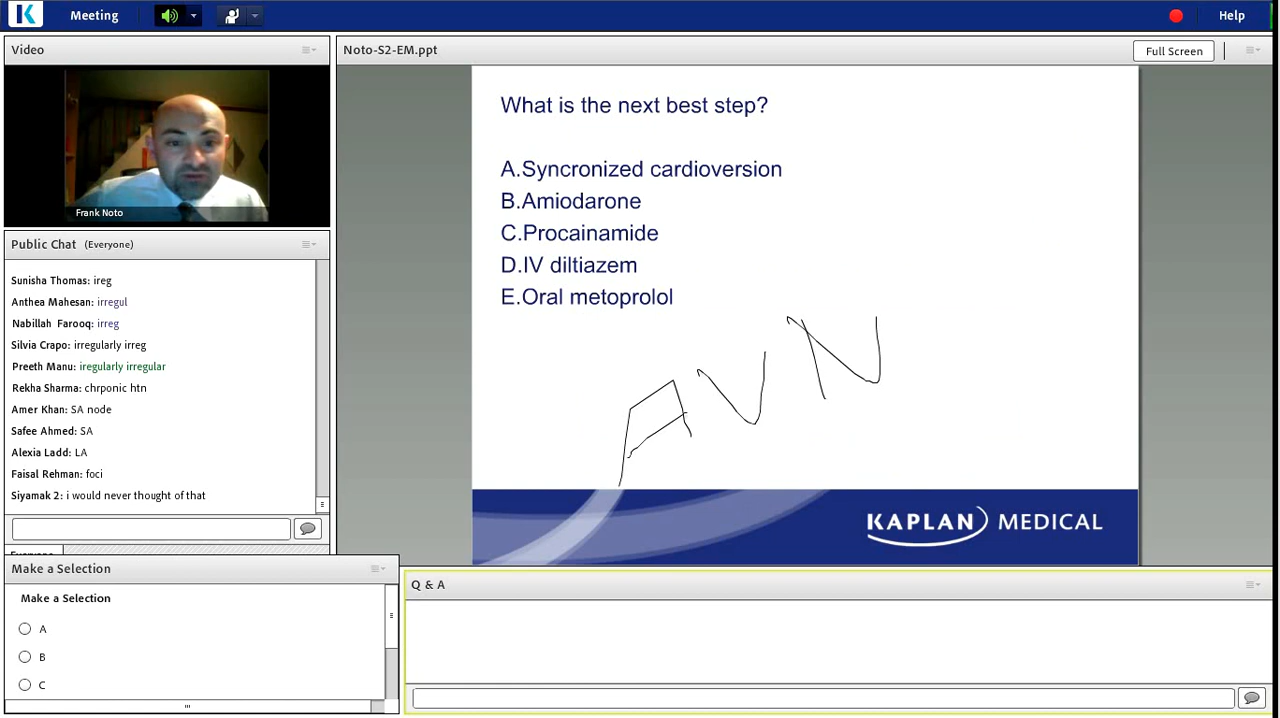 Meeting
Help
Video
Noto-S2-EM.ppt
Full Screen
Frank Noto
What is the next best step?
A.Syncronized cardioversion
B.Amiodarone
C.Procainamide
D.IV diltiazem
E.Oral metoprolol
AVN
KAPLAN MEDICAL
Public Chat (Everyone)
Sunisha Thomas: ireg
Anthea Mahesan: irregul
Nabillah Farooq: irreg
Silvia Crapo: irregularly irreg
Preeth Manu: iregularly irregular
Rekha Sharma: chrponic htn
Amer Khan: SA node
Safee Ahmed: SA
Alexia Ladd: LA
Faisal Rehman: foci
Siyamak 2: i would never thought of that
Everyone
Make a Selection
Make a Selection
A
B
C
Q & A